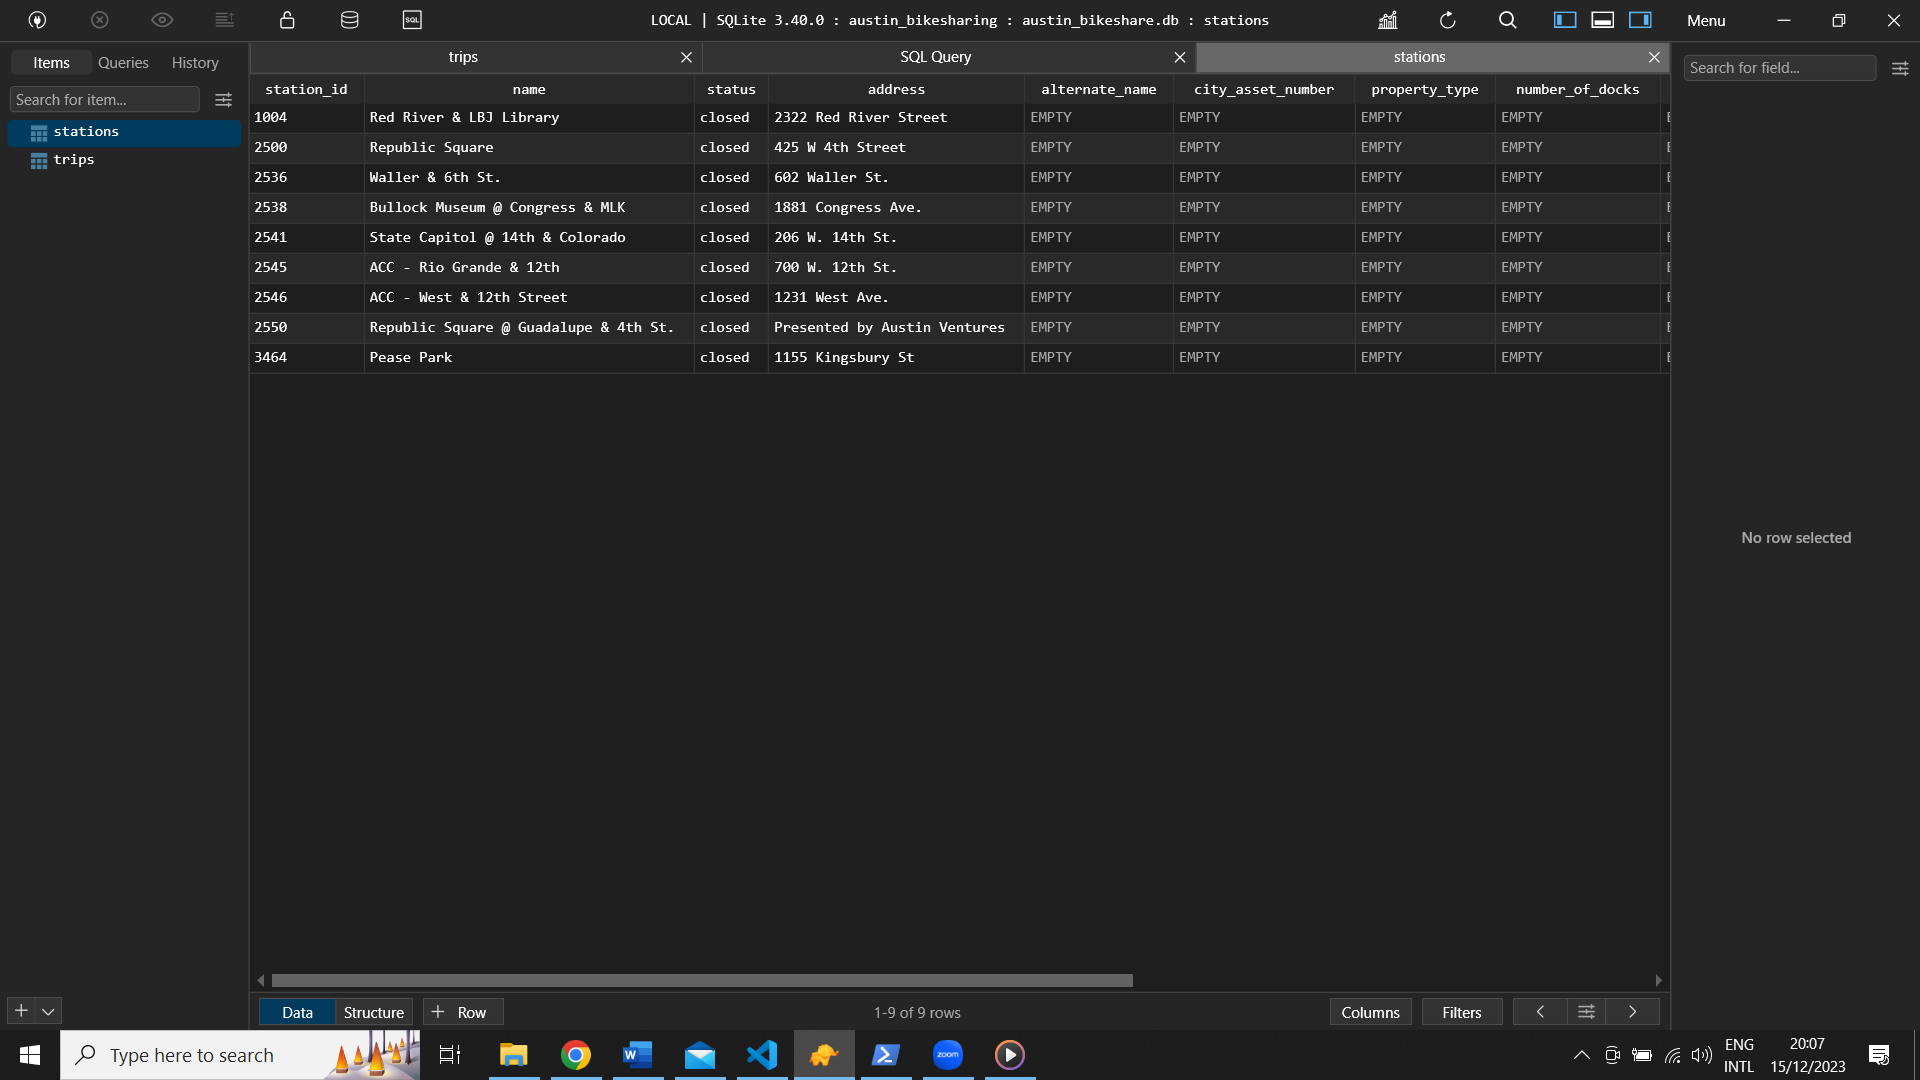 LOCAL | SQLite 3.40.0 : austin_bikesharing : austin_bikeshare.db : stations
Menu
Items Queries History
Search for item...
stations
trips
trips
SQL Query
stations
Search for field...
station_id name status address alternate_name city_asset_number property_type number_of_docks
1004 Red River & LBJ Library closed 2322 Red River Street EMPTY EMPTY EMPTY EMPTY
2500 Republic Square closed 425 W 4th Street EMPTY EMPTY EMPTY EMPTY
2536 Waller & 6th St. closed 602 Waller St. EMPTY EMPTY EMPTY EMPTY
2538 Bullock Museum @ Congress & MLK closed 1881 Congress Ave. EMPTY EMPTY EMPTY EMPTY
2541 State Capitol @ 14th & Colorado closed 206 W. 14th St. EMPTY EMPTY EMPTY EMPTY
2545 ACC - Rio Grande & 12th closed 700 W. 12th St. EMPTY EMPTY EMPTY EMPTY
2546 ACC - West & 12th Street closed 1231 West Ave. EMPTY EMPTY EMPTY EMPTY
2550 Republic Square @ Guadalupe & 4th St. closed Presented by Austin Ventures EMPTY EMPTY EMPTY EMPTY
3464 Pease Park closed 1155 Kingsbury St EMPTY EMPTY EMPTY EMPTY
No row selected
Data Structure + Row 1-9 of 9 rows Columns Filters
Type here to search
zoom
ENG
INTL
20:07
15/12/2023